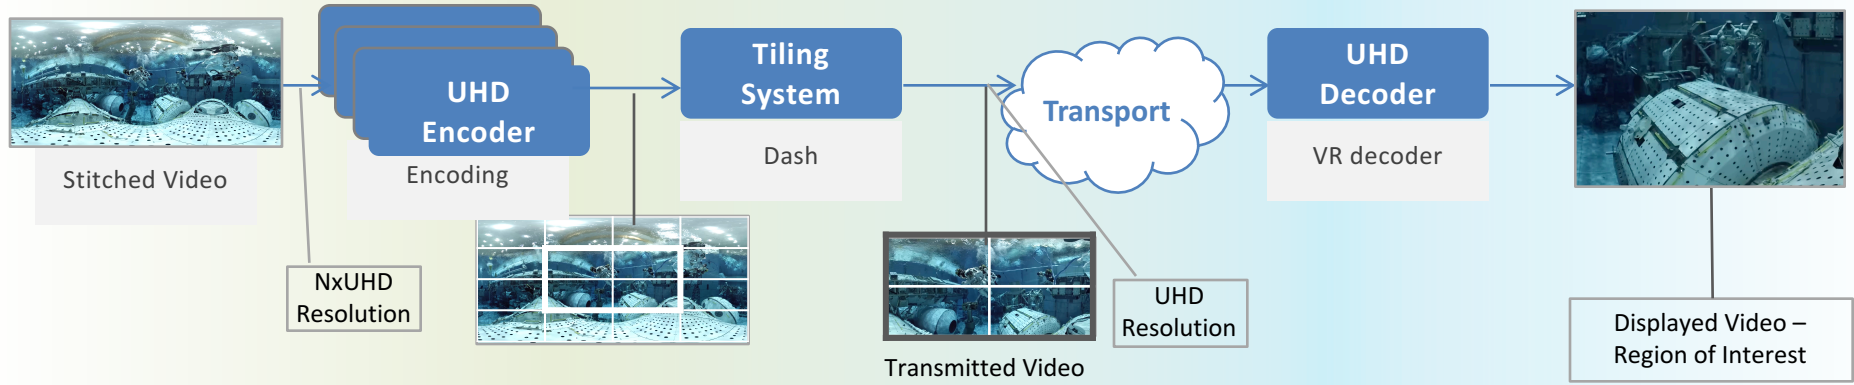 Stitched Video
UHD
Encoder
Encoding
NxUHD
Resolution
Tiling
System
Dash
Transmitted Video
Transport
UHD
Resolution
UHD
Decoder
VR decoder
Displayed Video –
Region of Interest